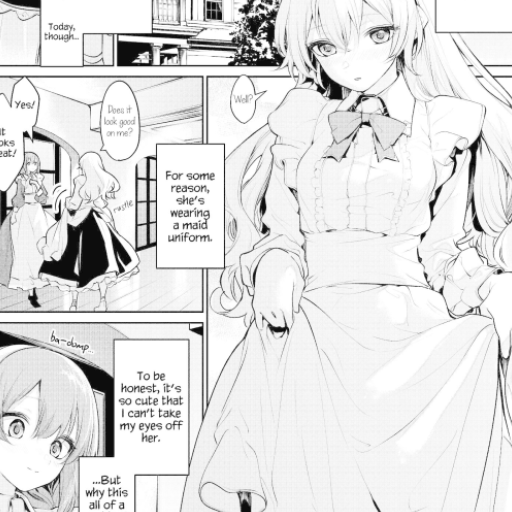 Today,
though...
Well?
Does it
look good
on me?
Yes!
it
oks
eat!
rustle
For some
reason,
she's
wearing
a maid
uniform.
ba-dump...
To be
honest, it's
so cute that
I can't take
my eyes off
her.
...But
why this
all of a